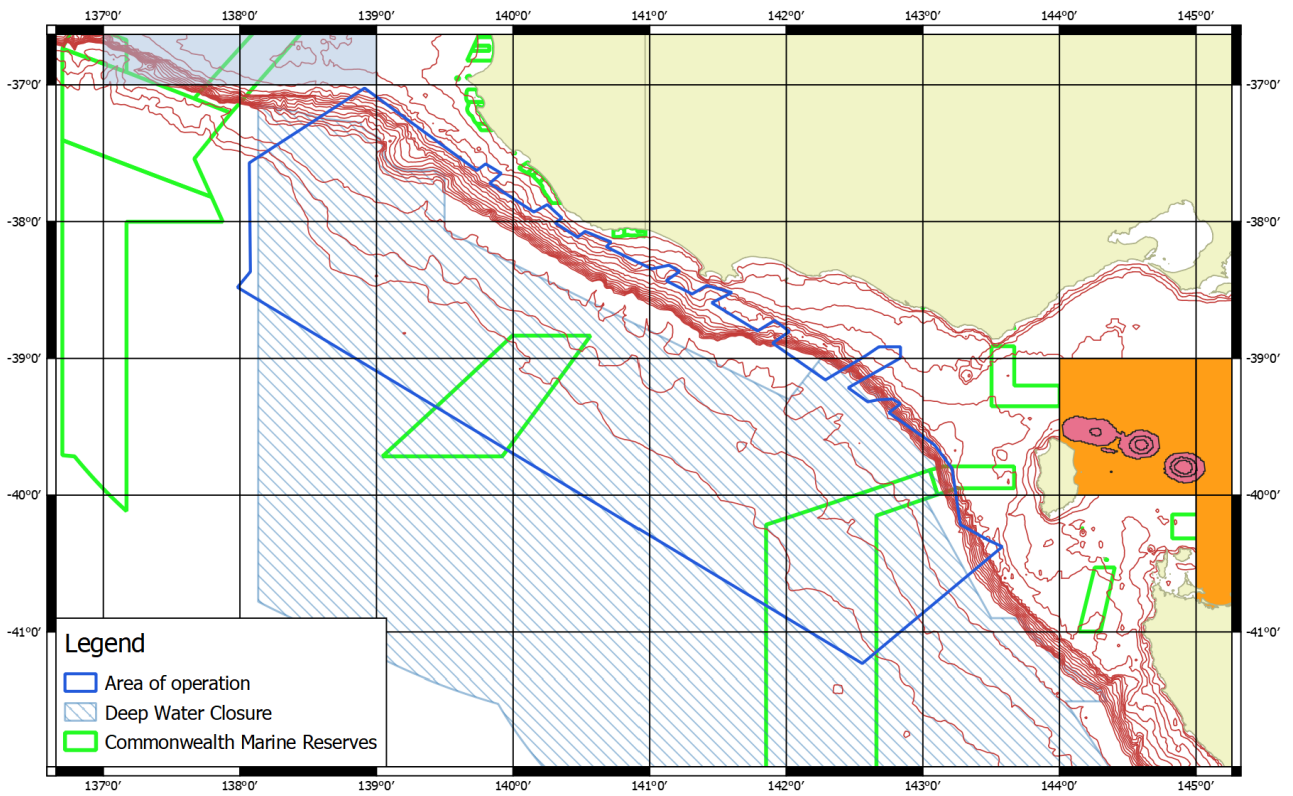 137°0′ 138°0′ 139°0′ 140°0′ 141°0′ 142°0′ 143°0′ 144°0′ 145°0′
-37°0′ -37°0′
-38°0′ -38°0′
-39°0′ -39°0′
-40°0′ -40°0′
-41°0′ -41°0′
Legend
Area of operation
Deep Water Closure
Commonwealth Marine Reserves
137°0′ 138°0′ 139°0′ 140°0′ 141°0′ 142°0′ 143°0′ 144°0′ 145°0′